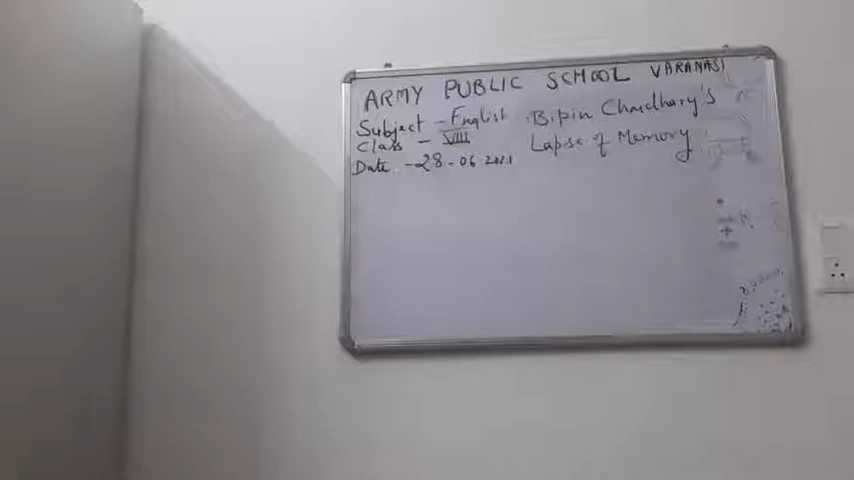 ARMY PUBLIC SCHOOL VARANASI
Subject - English
Class - VIII
Date - 28-06-2021
Bipin Chaudhary's
Lapse of Memory